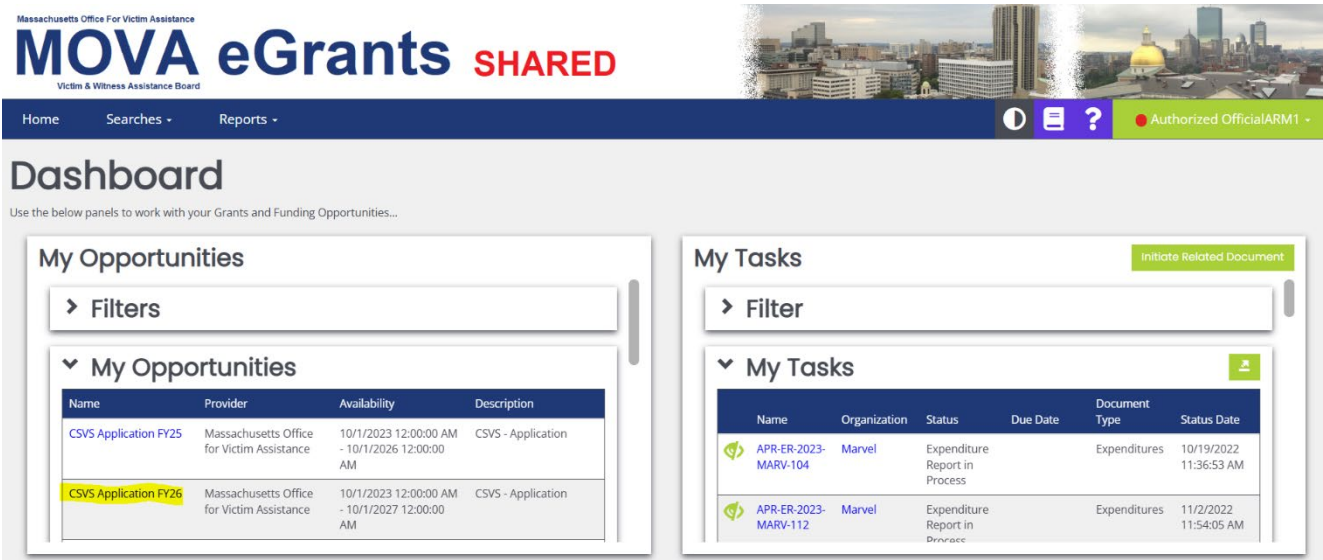 Massachusetts Office For Victim Assistance
MOVA eGrants SHARED
Victim & Witness Assistance Board
Home Searches Reports ? Authorized OfficialARM1
Dashboard
Use the below panels to work with your Grants and Funding Opportunities...
My Opportunities
Filters
My Opportunities
Name Provider Availability Description
CSVS Application FY25 Massachusetts Office 10/1/2023 12:00:00 AM CSVS - Application
for Victim Assistance - 10/1/2026 12:00:00
AM
CSVS Application FY26 Massachusetts Office 10/1/2023 12:00:00 AM CSVS - Application
for Victim Assistance - 10/1/2027 12:00:00
AM
My Tasks Initiate Related Document
Filter
My Tasks
Document
Name Organization Status Due Date Type Status Date
APR-ER-2023- Marvel Expenditure Expenditures 10/19/2022
MARV-104 Report in 11:36:53 AM
Process
APR-ER-2023- Marvel Expenditure Expenditures 11/2/2022
MARV-112 Report in 11:54:05 AM
Process